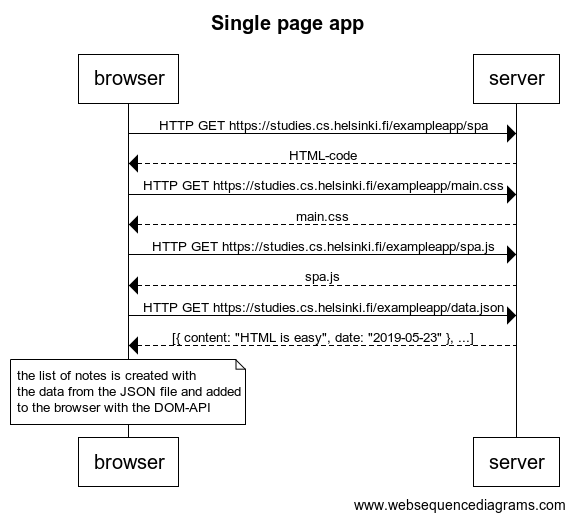 Single page app
browser
server
HTTP GET https://studies.cs.helsinki.fi/exampleapp/spa
HTML-code
HTTP GET https://studies.cs.helsinki.fi/exampleapp/main.css
main.css
HTTP GET https://studies.cs.helsinki.fi/exampleapp/spa.js
spa.js
HTTP GET https://studies.cs.helsinki.fi/exampleapp/data.json
[{ content: "HTML is easy", date: "2019-05-23" }, ...]
the list of notes is created with
the data from the JSON file and added
to the browser with the DOM-API
browser
server
www.websequencediagrams.com